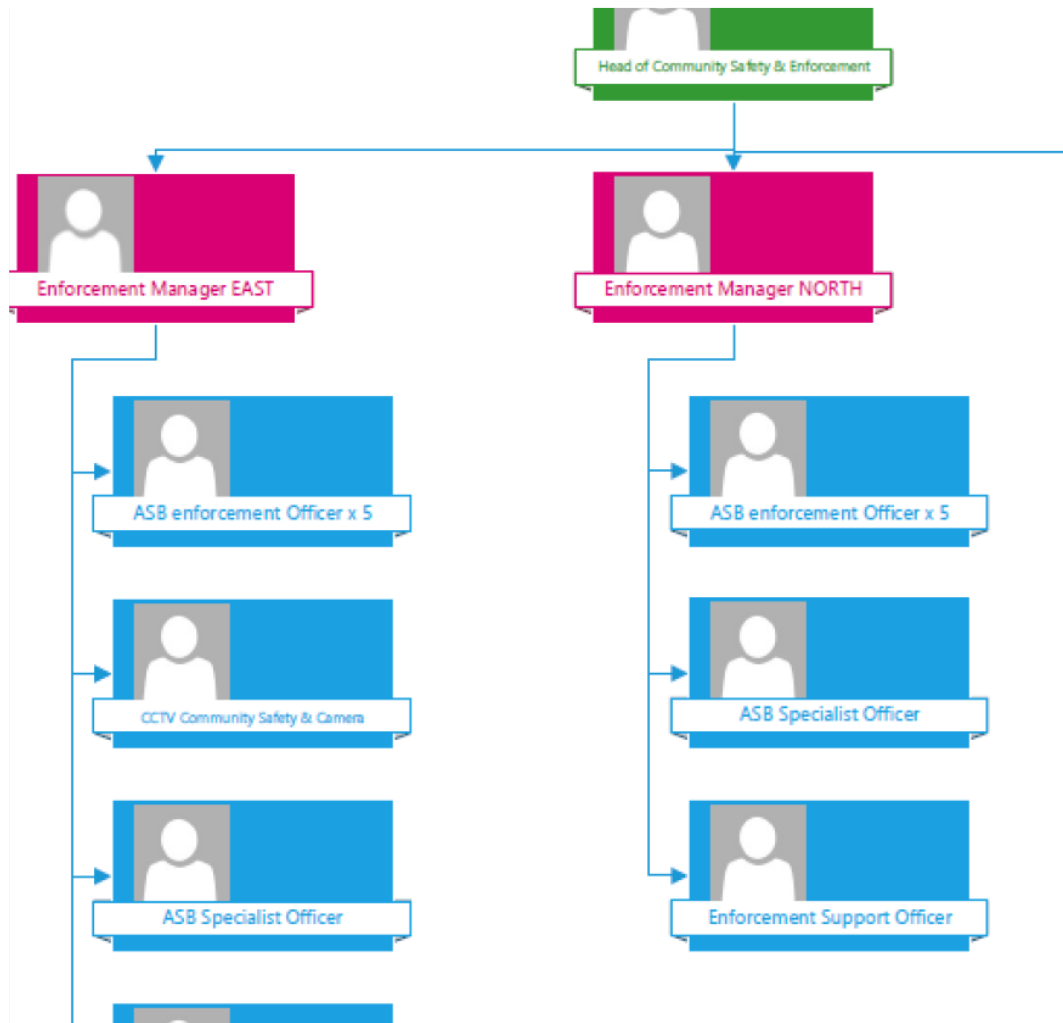 Head of Community Safety & Enforcement
Enforcement Manager EAST
Enforcement Manager NORTH
ASB enforcement Officer x 5
ASB enforcement Officer x 5
CCTV Community Safety & Camera
ASB Specialist Officer
ASB Specialist Officer
Enforcement Support Officer